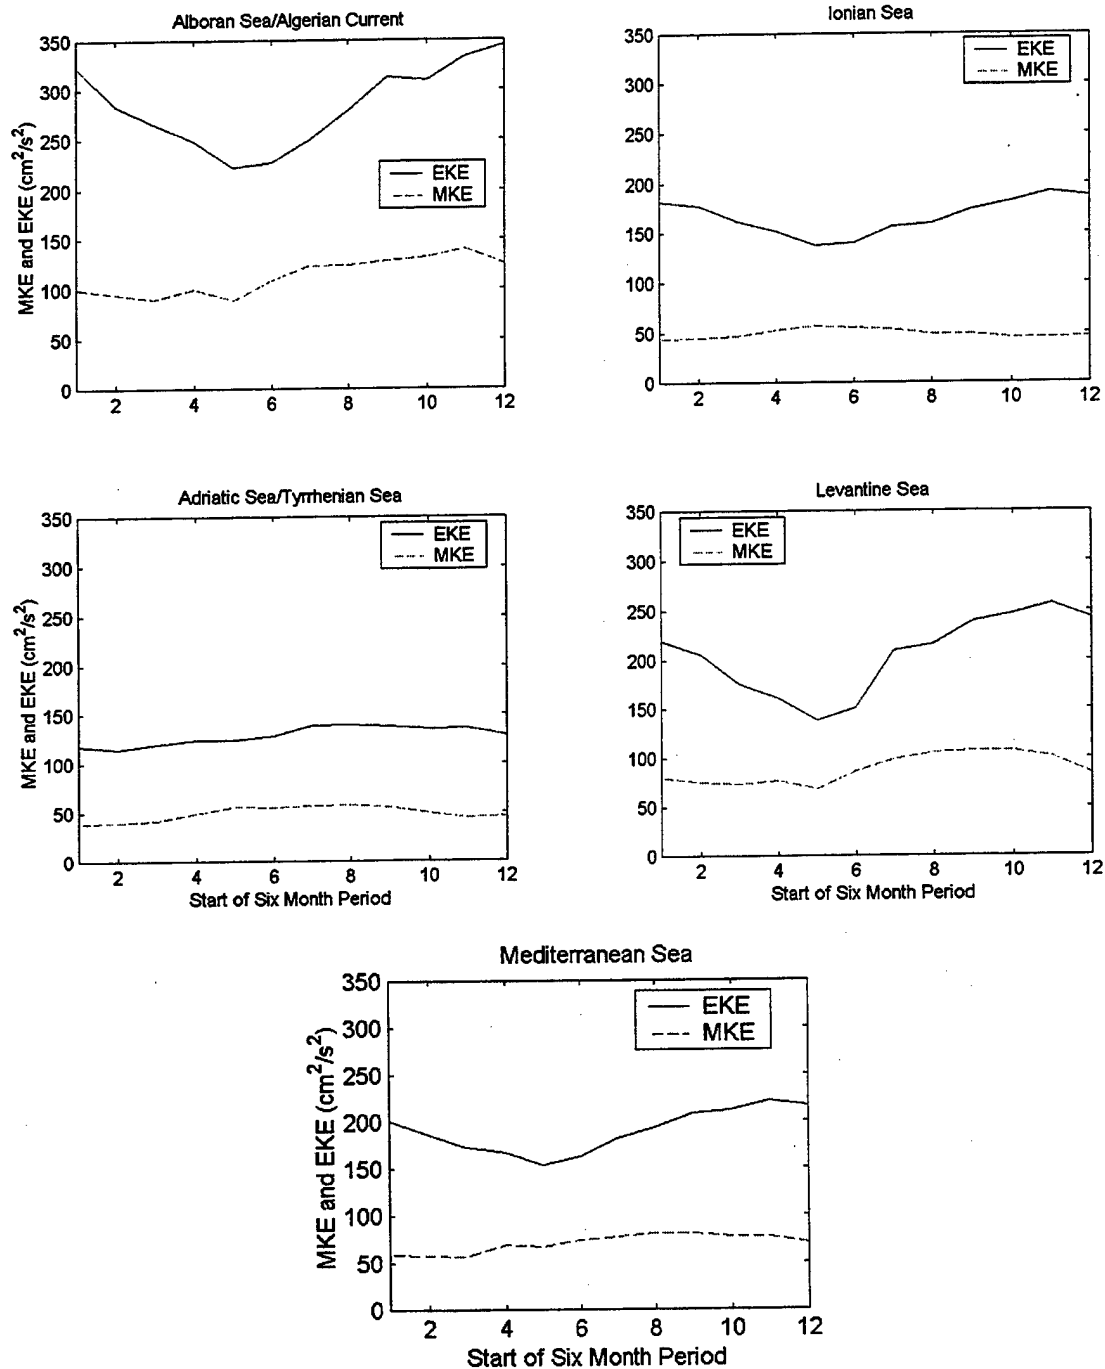 Alboran Sea/Algerian Current
350
300
250
200
150
100
50
0
MKE and EKE (cm²/s²)
EKE
MKE
2 4 6 8 10 12
Ionian Sea
350
300
250
200
150
100
50
0
EKE
MKE
2 4 6 8 10 12
Adriatic Sea/Tyrrhenian Sea
350
300
250
200
150
100
50
0
MKE and EKE (cm²/s²)
EKE
MKE
2 4 6 8 10 12
Start of Six Month Period
Levantine Sea
350
300
250
200
150
100
50
0
EKE
MKE
2 4 6 8 10 12
Start of Six Month Period
Mediterranean Sea
350
300
250
200
150
100
50
0
MKE and EKE (cm²/s²)
EKE
MKE
2 4 6 8 10 12
Start of Six Month Period